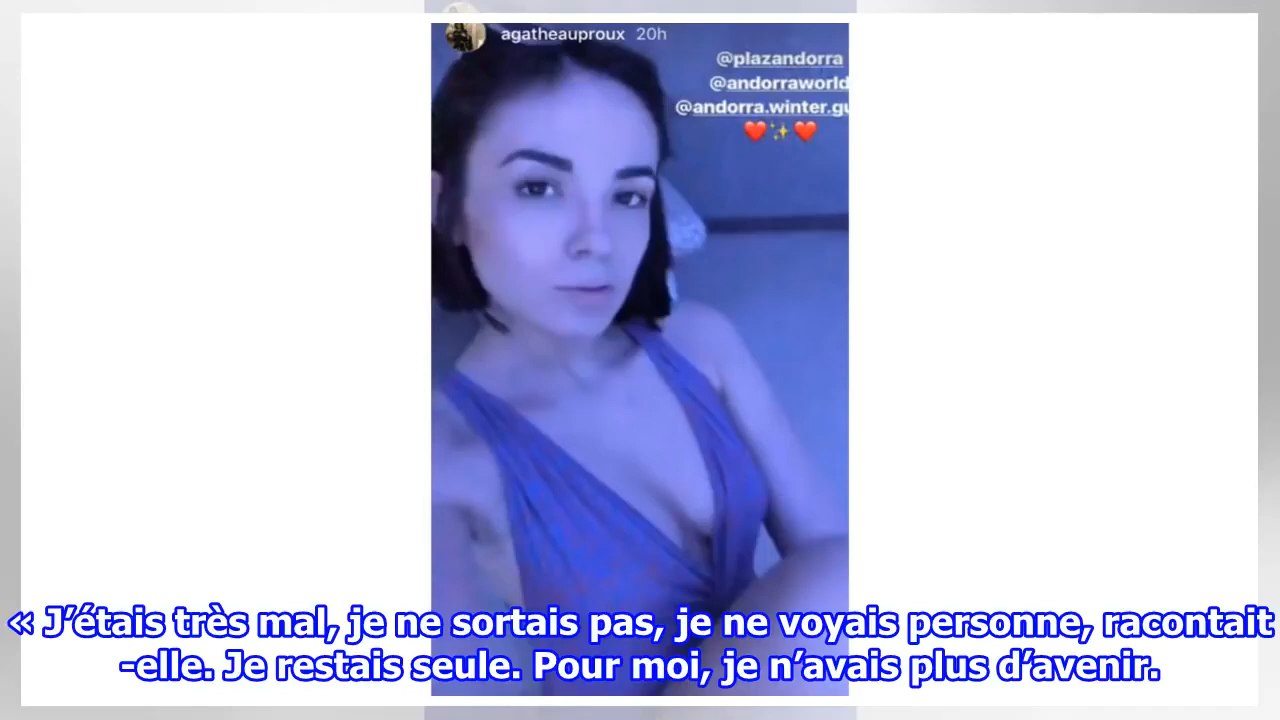 agatheauproux 20h
@plazandorra
@andorraworld
@andorra.winter.gu
« J’étais très mal, je ne sortais pas, je ne voyais personne, racontait
-elle. Je restais seule. Pour moi, je n’avais plus d’avenir.